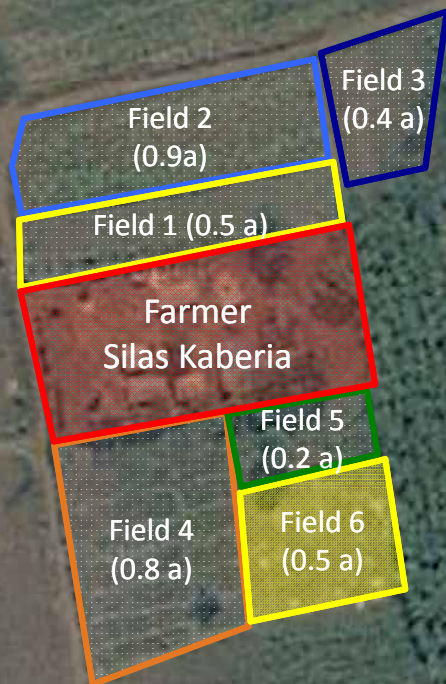 Field 3
(0.4 a)
Field 2
(0.9a)
Field 1 (0.5 a)
Farmer
Silas Kaberia
Field 5
(0.2 a)
Field 6
(0.5 a)
Field 4
(0.8 a)